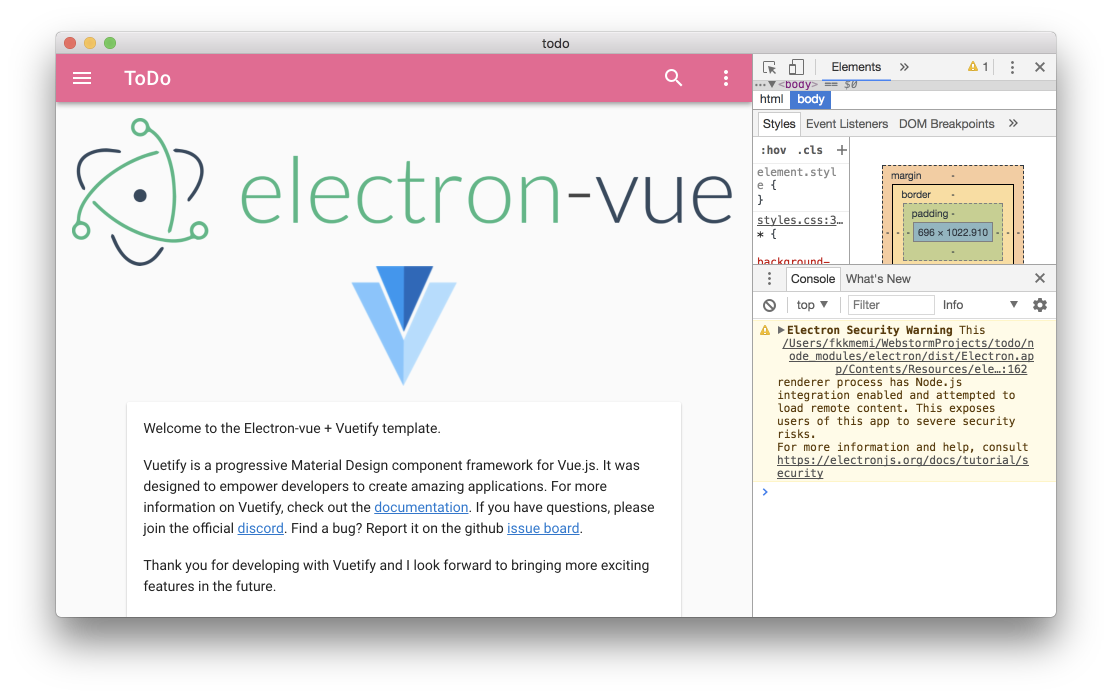 todo
ToDo
electron-vue
Welcome to the Electron-vue + Vuetify template.
Vuetify is a progressive Material Design component framework for Vue.js. It was
designed to empower developers to create amazing applications. For more
information on Vuetify, check out the documentation. If you have questions, please
join the official discord. Find a bug? Report it on the github issue board.
Thank you for developing with Vuetify and I look forward to bringing more exciting
features in the future.
Elements » 1
…▼<body> == $0
html body
Styles Event Listeners DOM Breakpoints »
:hov .cls +
element.styl
e {
}
styles.css:3…
* {
background-
margin -
border -
padding -
- - - 696 × 1022.910 - - -
-
Console What's New
top ▼ Filter Info ▼
▶Electron Security Warning This
/Users/fkkmemi/WebstormProjects/todo/n
ode_modules/electron/dist/Electron.ap
p/Contents/Resources/ele…:162
renderer process has Node.js
integration enabled and attempted to
load remote content. This exposes
users of this app to severe security
risks.
For more information and help, consult
https://electronjs.org/docs/tutorial/s
ecurity
>